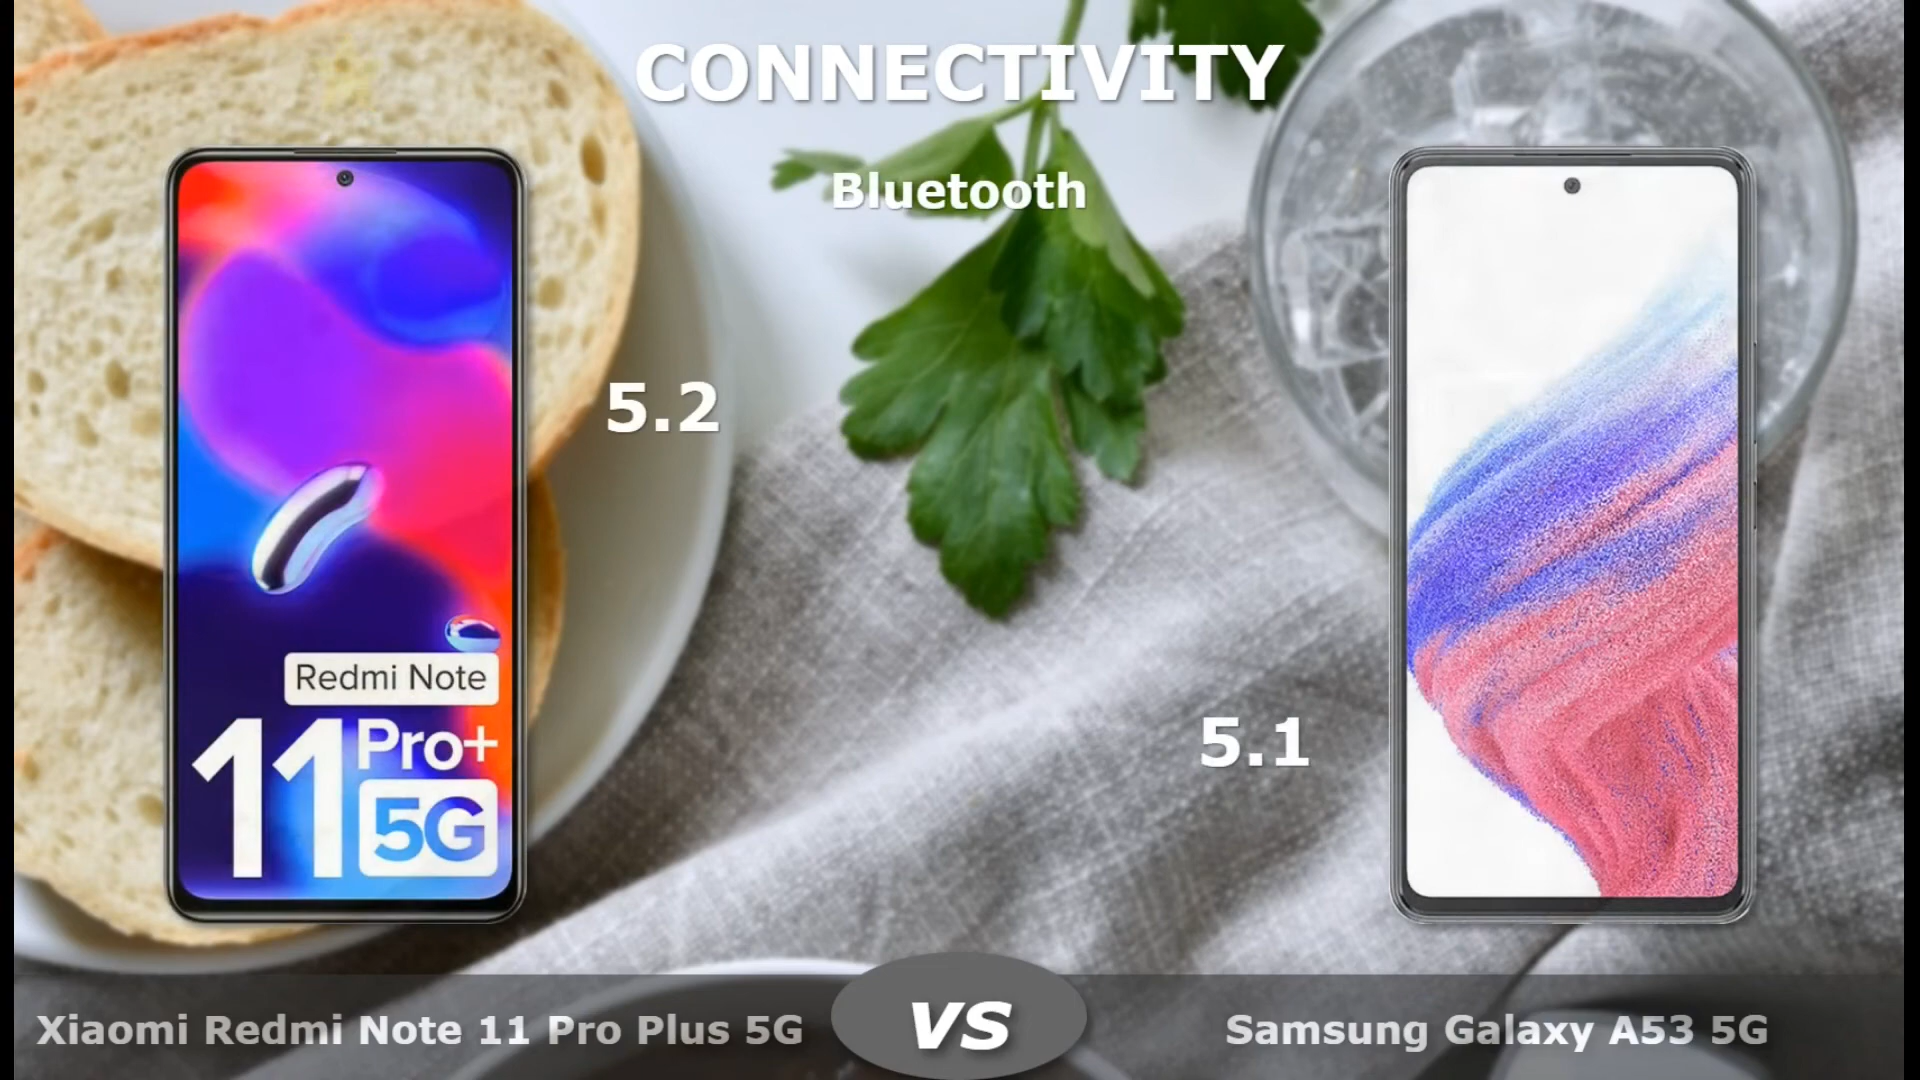 CONNECTIVITY
Bluetooth
5.2
5.1
Redmi Note
11 Pro+
5G
Xiaomi Redmi Note 11 Pro Plus 5G
vs
Samsung Galaxy A53 5G